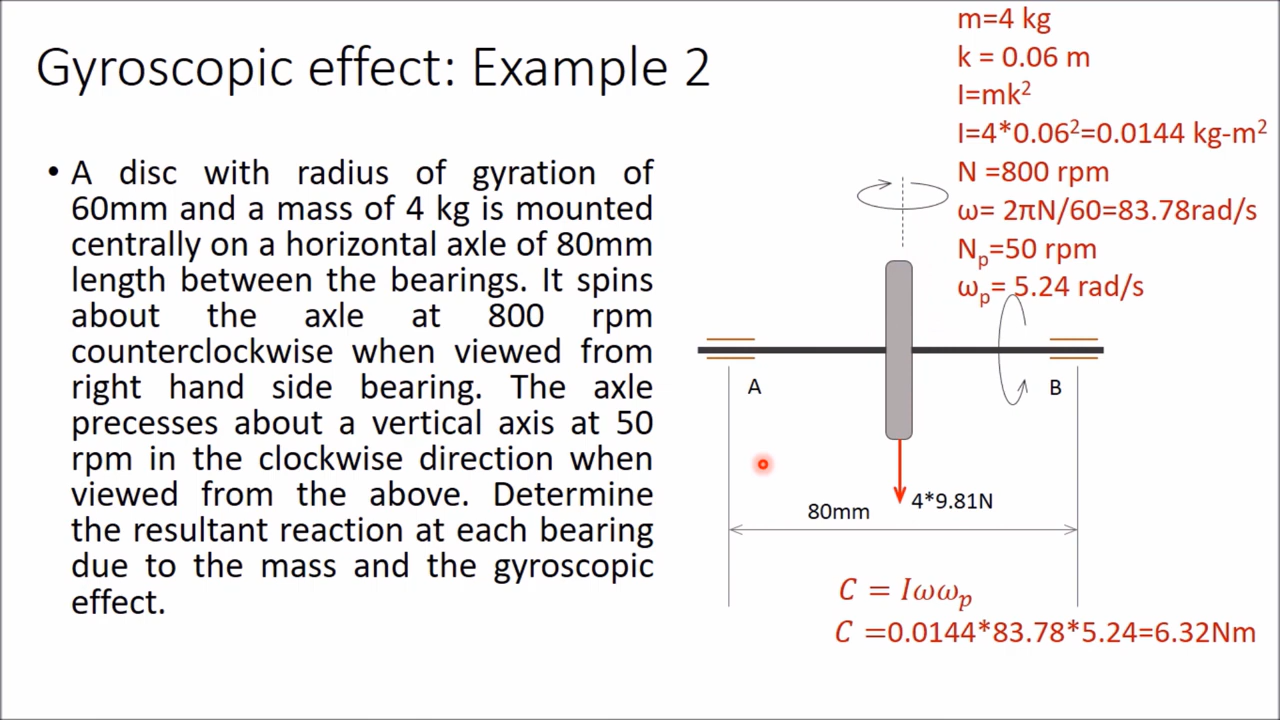 Gyroscopic effect: Example 2
• A disc with radius of gyration of
60mm and a mass of 4 kg is mounted
centrally on a horizontal axle of 80mm
length between the bearings. It spins
about the axle at 800 rpm
counterclockwise when viewed from
right hand side bearing. The axle
precesses about a vertical axis at 50
rpm in the clockwise direction when
viewed from the above. Determine
the resultant reaction at each bearing
due to the mass and the gyroscopic
effect.
m=4 kg
k = 0.06 m
I=mk²
I=4*0.06²=0.0144 kg-m²
N =800 rpm
ω= 2πN/60=83.78rad/s
Nₚ=50 rpm
ωₚ= 5.24 rad/s
A
B
4*9.81N
80mm
C = Iωωₚ
C =0.0144*83.78*5.24=6.32Nm